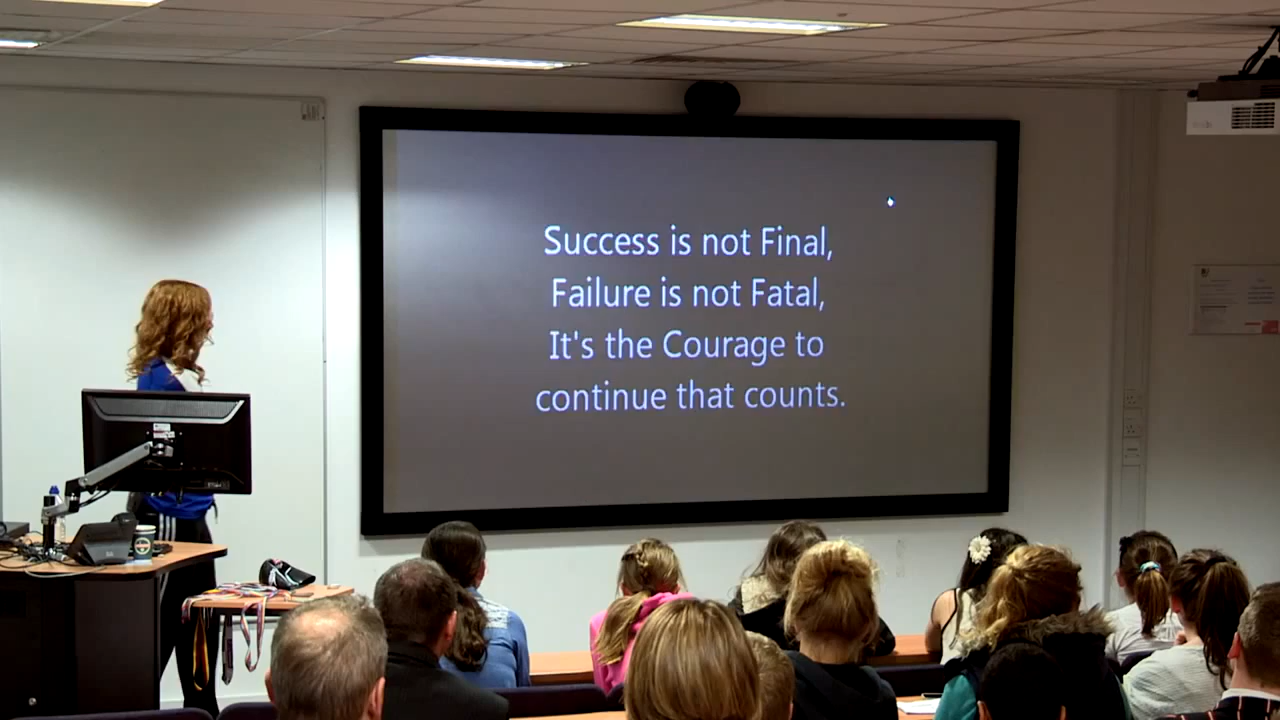 Success is not Final,
Failure is not Fatal,
It's the Courage to
continue that counts.